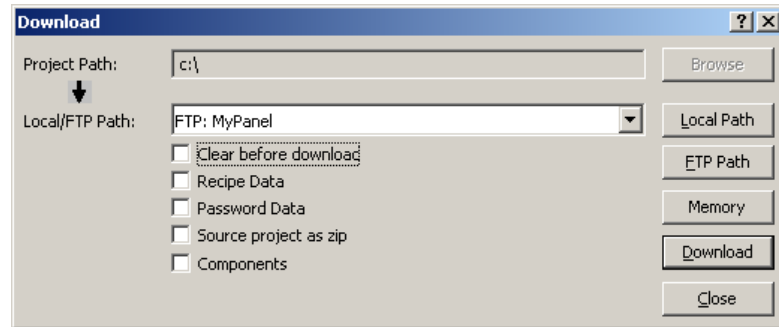 Download
Project Path:
c:\
Browse
Local/FTP Path:
FTP: MyPanel
Local Path
Clear before download
FTP Path
Recipe Data
Password Data
Memory
Source project as zip
Download
Components
Close